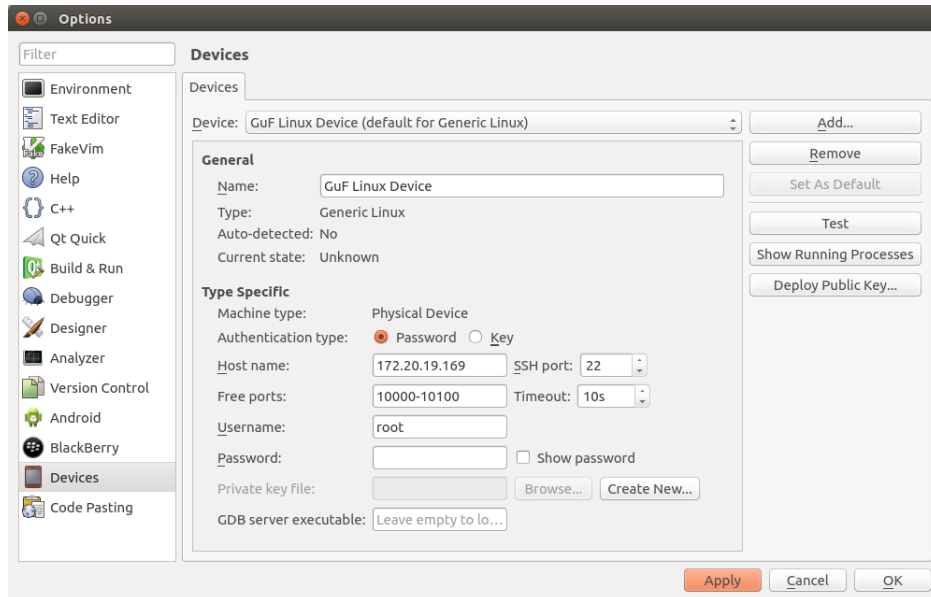 Options
Filter
Environment
Text Editor
FakeVim
Help
C++
Qt Quick
Build & Run
Debugger
Designer
Analyzer
Version Control
Android
BlackBerry
Devices
Code Pasting
Devices
Devices
Device: GuF Linux Device (default for Generic Linux)
General
Name: GuF Linux Device
Type: Generic Linux
Auto-detected: No
Current state: Unknown
Type Specific
Machine type: Physical Device
Authentication type: Password Key
Host name: 172.20.19.169 SSH port: 22
Free ports: 10000-10100 Timeout: 10s
Username: root
Password: Show password
Private key file: Browse... Create New...
GDB server executable: Leave empty to lo...
Add...
Remove
Set As Default
Test
Show Running Processes
Deploy Public Key...
Apply Cancel OK